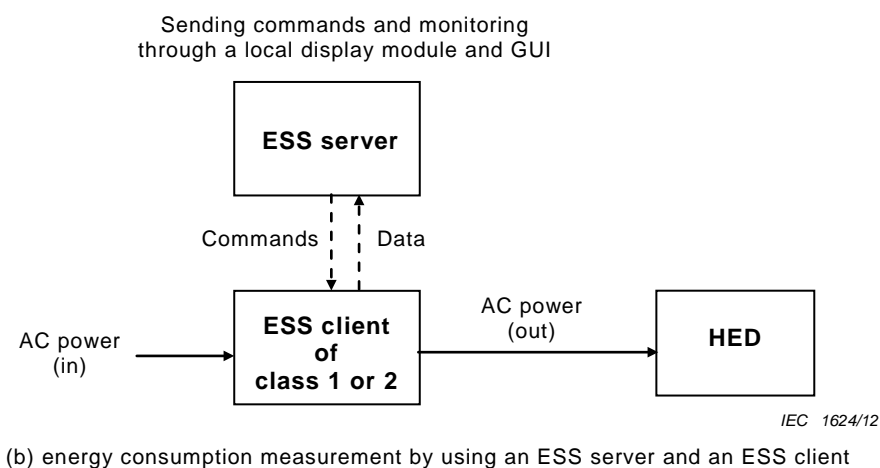 Sending commands and monitoring
through a local display module and GUI
ESS server
Commands
Data
AC power
(in)
ESS client
of
class 1 or 2
AC power
(out)
HED
IEC 1624/12
(b) energy consumption measurement by using an ESS server and an ESS client